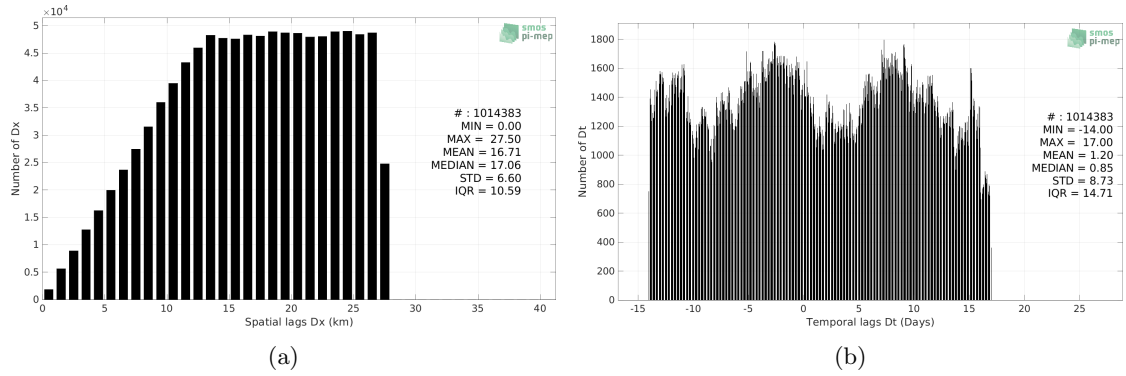 ×10⁴
5
4.5
4
3.5
3
2.5
2
1.5
1
0.5
0
Number of Dx
0 5 10 15 20 25 30 35 40
Spatial lags Dx (km)
smos
pi-mep
# : 1014383
MIN = 0.00
MAX = 27.50
MEAN = 16.71
MEDIAN = 17.06
STD = 6.60
IQR = 10.59
(a)
1800
1600
1400
1200
1000
800
600
400
200
0
Number of Dt
-15 -10 -5 0 5 10 15 20 25
Temporal lags Dt (Days)
smos
pi-mep
# : 1014383
MIN = -14.00
MAX = 17.00
MEAN = 1.20
MEDIAN = 0.85
STD = 8.73
IQR = 14.71
(b)